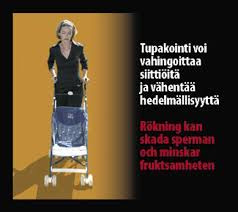 Tupakointi voi
vahingoittaa
siittiöitä
ja vähentää
hedelmällisyyttä
Rökning kan
skada sperman
och minskar
fruktsamheten